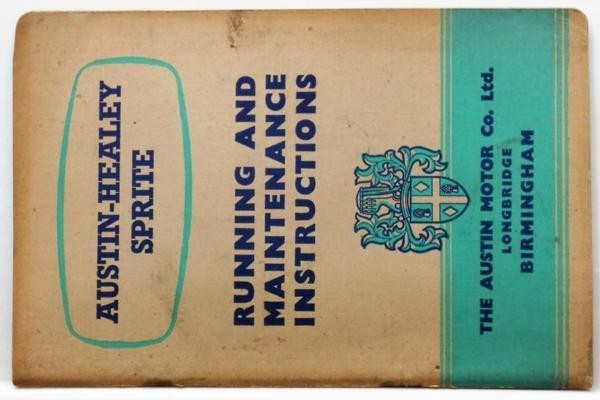 AUSTIN-HEALEY
SPRITE
RUNNING AND
MAINTENANCE
INSTRUCTIONS
THE AUSTIN MOTOR Co. Ltd.
LONGBRIDGE
BIRMINGHAM